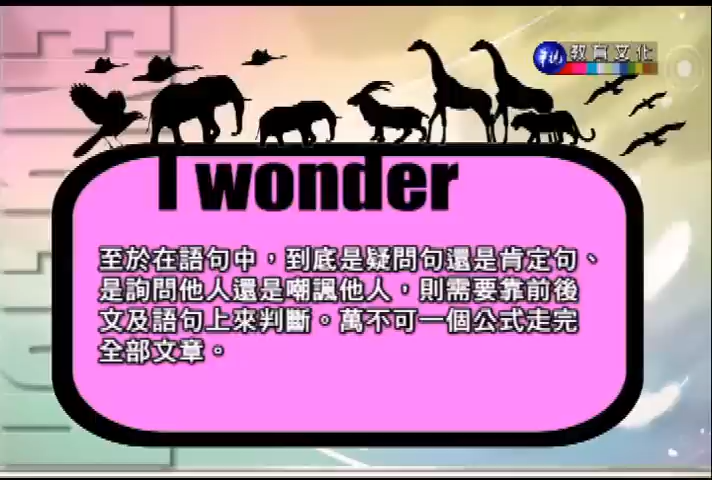 華視 教育文化
I wonder
至於在語句中，到底是疑問句還是肯定句、
是詢問他人還是嘲諷他人，則需要靠前後
文及語句上來判斷。萬不可一個公式走完
全部文章。